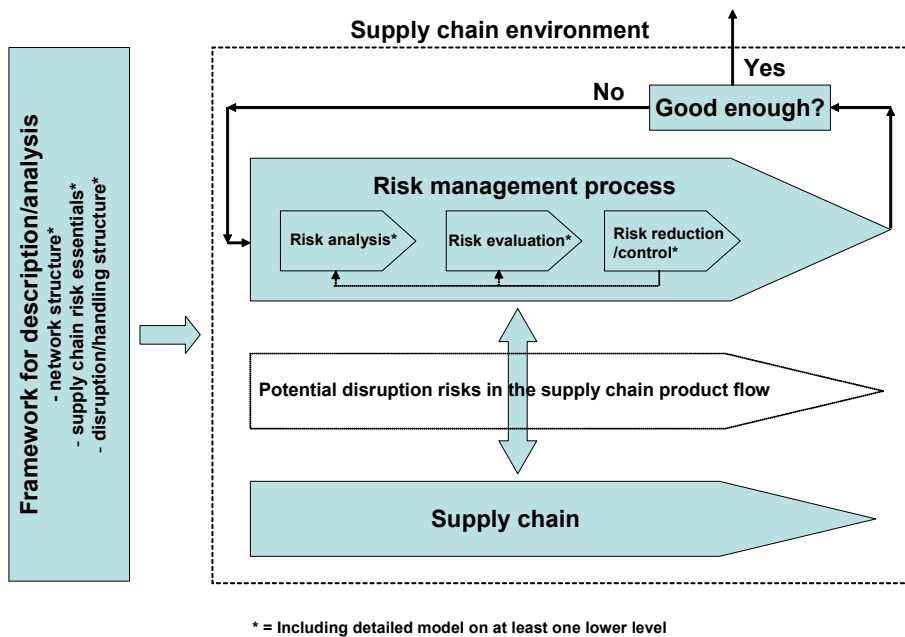 Framework for description/analysis
- network structure*
- supply chain risk essentials*
- disruption/handling structure*
Supply chain environment
Yes
No
Good enough?
Risk management process
Risk analysis*
Risk evaluation*
Risk reduction
/control*
Potential disruption risks in the supply chain product flow
Supply chain
* = Including detailed model on at least one lower level